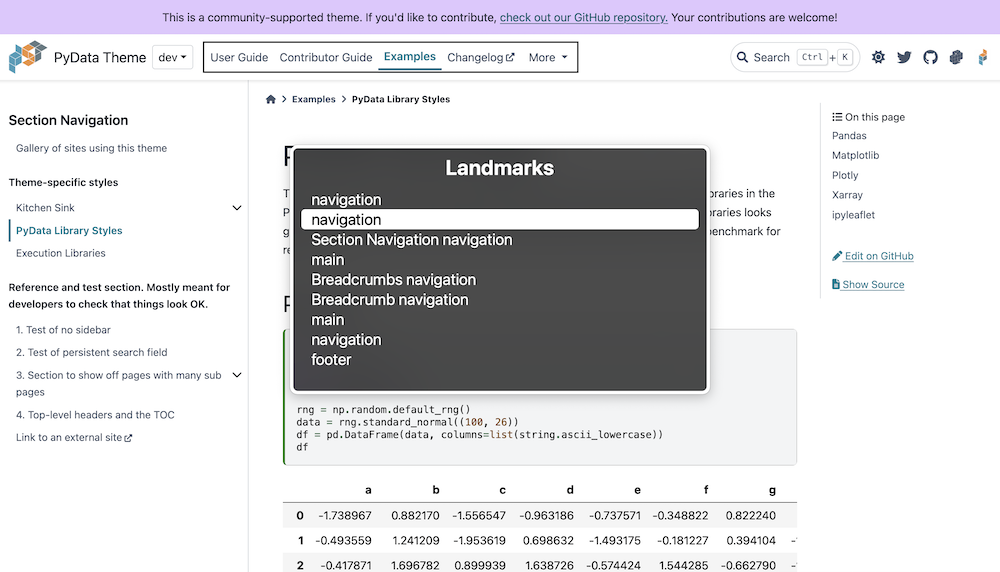 This is a community-supported theme. If you'd like to contribute, check out our GitHub repository. Your contributions are welcome!
PyData Theme dev User Guide Contributor Guide Examples Changelog More Search Ctrl + K
Section Navigation
Gallery of sites using this theme
Theme-specific styles
Kitchen Sink
PyData Library Styles
Execution Libraries
Reference and test section. Mostly meant for
developers to check that things look OK.
1. Test of no sidebar
2. Test of persistent search field
3. Section to show off pages with many sub
pages
4. Top-level headers and the TOC
Link to an external site
Examples PyData Library Styles
Landmarks
navigation
navigation
Section Navigation navigation
main
Breadcrumbs navigation
Breadcrumb navigation
main
navigation
footer
in the
looks
for
rng = np.random.default_rng()
data = rng.standard_normal((100, 26))
df = pd.DataFrame(data, columns=list(string.ascii_lowercase))
df
a b c d e f g
0 -1.738967 0.882170 -1.556547 -0.963186 -0.737571 -0.348822 0.822240
1 -0.493559 1.241209 -1.953619 0.698632 -1.493175 -0.181227 0.394104
2 -0.417871 1.696782 0.899939 1.638726 -0.574424 1.544285 -0.662790
On this page
Pandas
Matplotlib
Plotly
Xarray
ipyleaflet
Edit on GitHub
Show Source